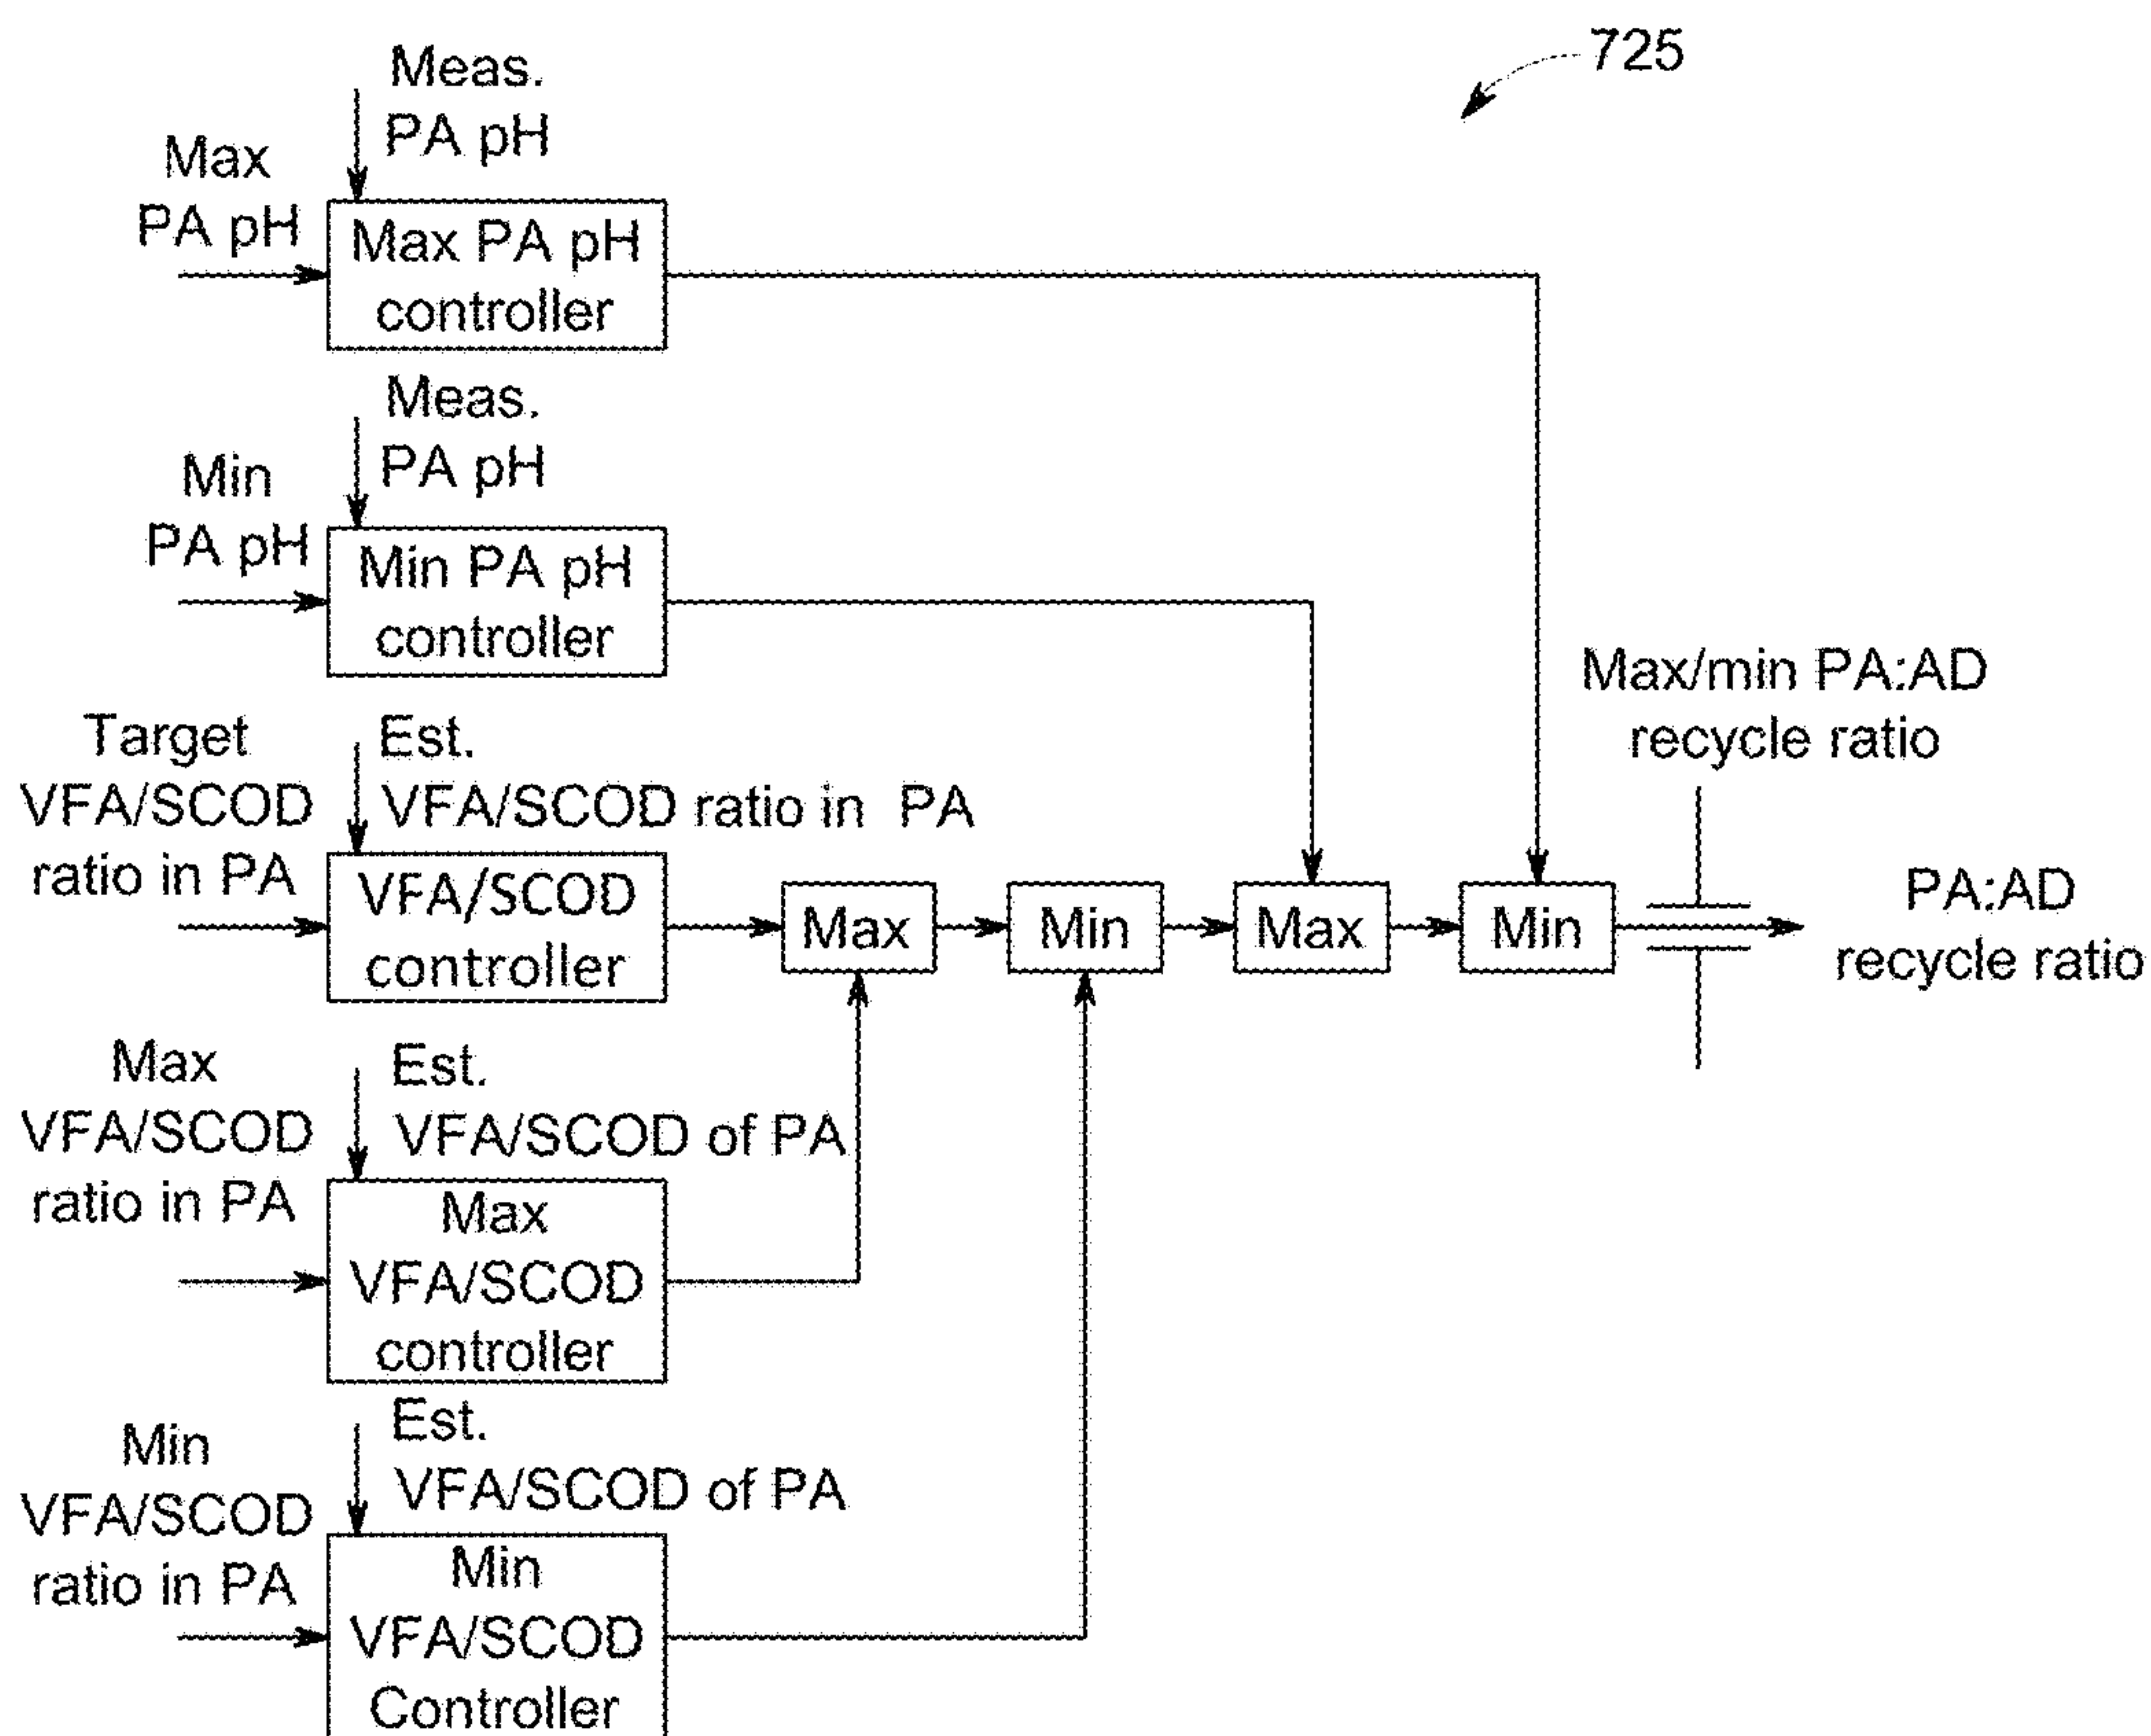 725
Meas.
PA pH
Max
PA pH
Max PA pH
controller
Meas.
PA pH
Min
PA pH
Min PA pH
controller
Max/min PA:AD
recycle ratio
Target
VFA/SCOD
ratio in PA
Est.
VFA/SCOD ratio in PA
VFA/SCOD
controller
Max
Min
Max
Min
PA:AD
recycle ratio
Max
VFA/SCOD
ratio in PA
Est.
VFA/SCOD of PA
Max
VFA/SCOD
controller
Min
VFA/SCOD
ratio in PA
Est.
VFA/SCOD of PA
Min
VFA/SCOD
Controller